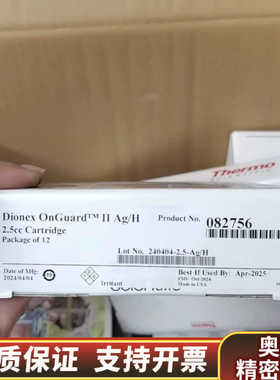 Thermo
Dionex OnGuard™ II Ag/H
2.5cc Cartridge
Package of 12
Product No. 082756
Lot No. 240404-2.5-Ag/H
Date of Mfg:
2024/04/04
Irritant
Best If Used By: Apr-2025
Made in USA
质保证 支持开票
奥
精密